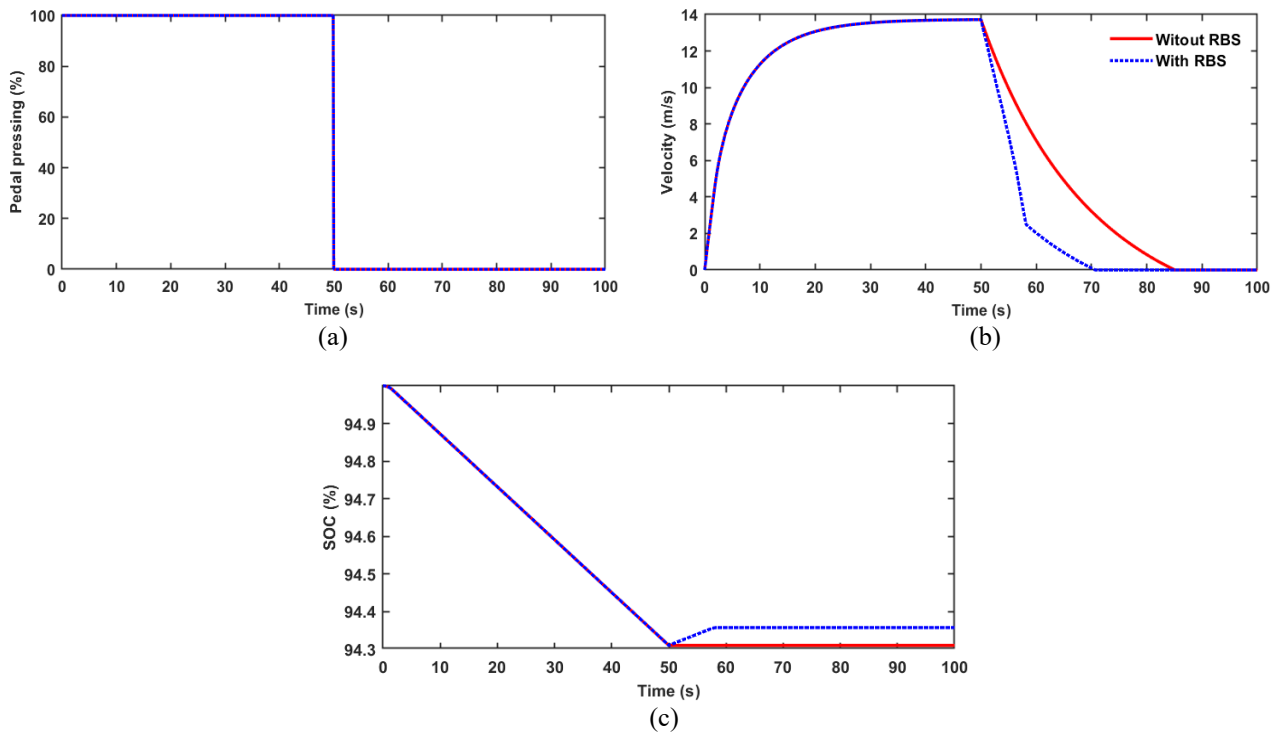 100
80
60
40
20
0
Pedal pressing (%)
0 10 20 30 40 50 60 70 80 90 100
Time (s)
(a)
14
12
10
8
6
4
2
0
Velocity (m/s)
Witout RBS
With RBS
0 10 20 30 40 50 60 70 80 90 100
Time (s)
(b)
94.9
94.8
94.7
94.6
94.5
94.4
94.3
SOC (%)
0 10 20 30 40 50 60 70 80 90 100
Time (s)
(c)